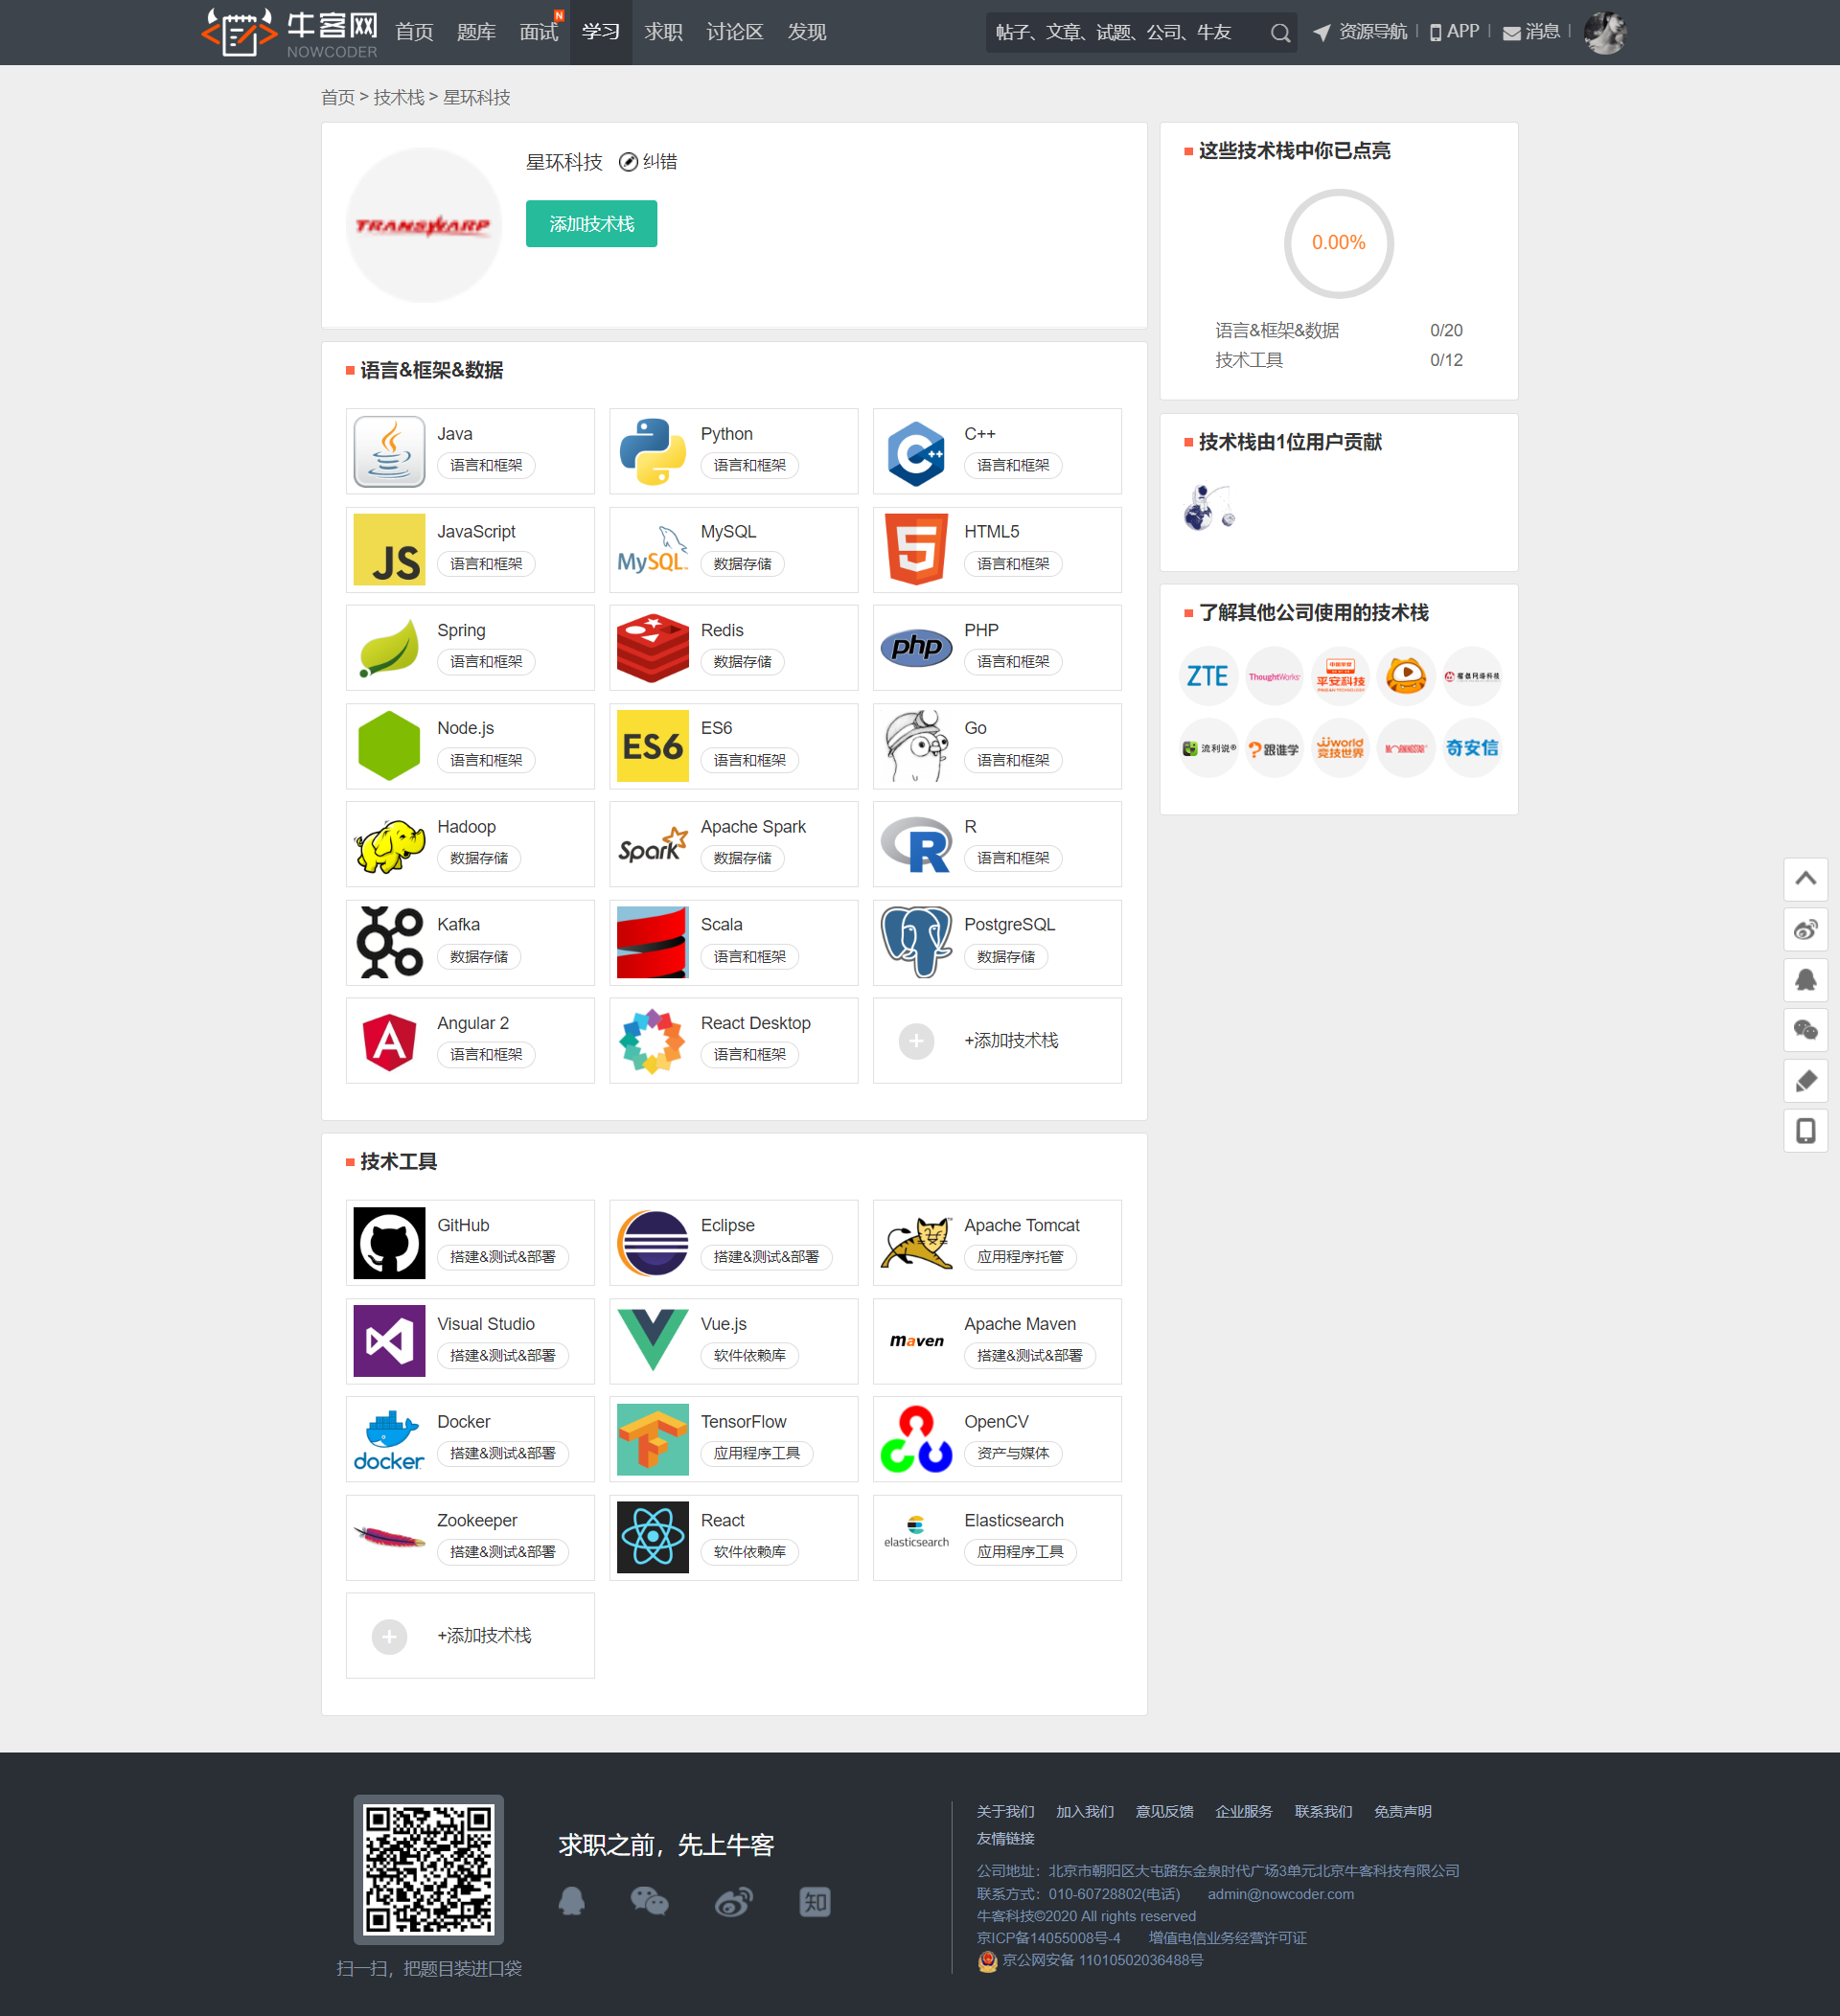 牛客网 NOWCODER 首页 题库 面试 N 学习 求职 讨论区 发现 帖子、文章、试题、公司、牛友 资源导航 APP 消息
首页 > 技术栈 > 星环科技
TRANSWARP
星环科技 纠错
添加技术栈
语言&框架&数据
Java
语言和框架
Python
语言和框架
C++
语言和框架
JS
JavaScript
语言和框架
MySQL
MySQL
数据存储
5
HTML5
语言和框架
Spring
语言和框架
Redis
数据存储
php
PHP
语言和框架
Node.js
语言和框架
ES6
ES6
语言和框架
Go
语言和框架
Hadoop
数据存储
Spark
Apache Spark
数据存储
R
R
语言和框架
Kafka
数据存储
Scala
语言和框架
PostgreSQL
数据存储
A
Angular 2
语言和框架
React Desktop
语言和框架
+添加技术栈
技术工具
GitHub
搭建&测试&部署
Eclipse
搭建&测试&部署
Apache Tomcat
应用程序托管
Visual Studio
搭建&测试&部署
Vue.js
软件依赖库
maven
Apache Maven
搭建&测试&部署
docker
Docker
搭建&测试&部署
TensorFlow
应用程序工具
OpenCV
资产与媒体
Zookeeper
搭建&测试&部署
React
软件依赖库
elasticsearch
Elasticsearch
应用程序工具
+添加技术栈
这些技术栈中你已点亮
0.00%
语言&框架&数据 0/20
技术工具 0/12
技术栈由1位用户贡献
了解其他公司使用的技术栈
ZTE ThoughtWorks 平安科技
流利说 跟谁学 world 竞技世界 奇安信
扫一扫，把题目装进口袋
求职之前，先上牛客
知
关于我们 加入我们 意见反馈 企业服务 联系我们 免责声明
友情链接
公司地址：北京市朝阳区大屯路东金泉时代广场3单元北京牛客科技有限公司
联系方式：010-60728802(电话) admin@nowcoder.com
牛客科技©2020 All rights reserved
京ICP备14055008号-4 增值电信业务经营许可证
京公网安备 11010502036488号